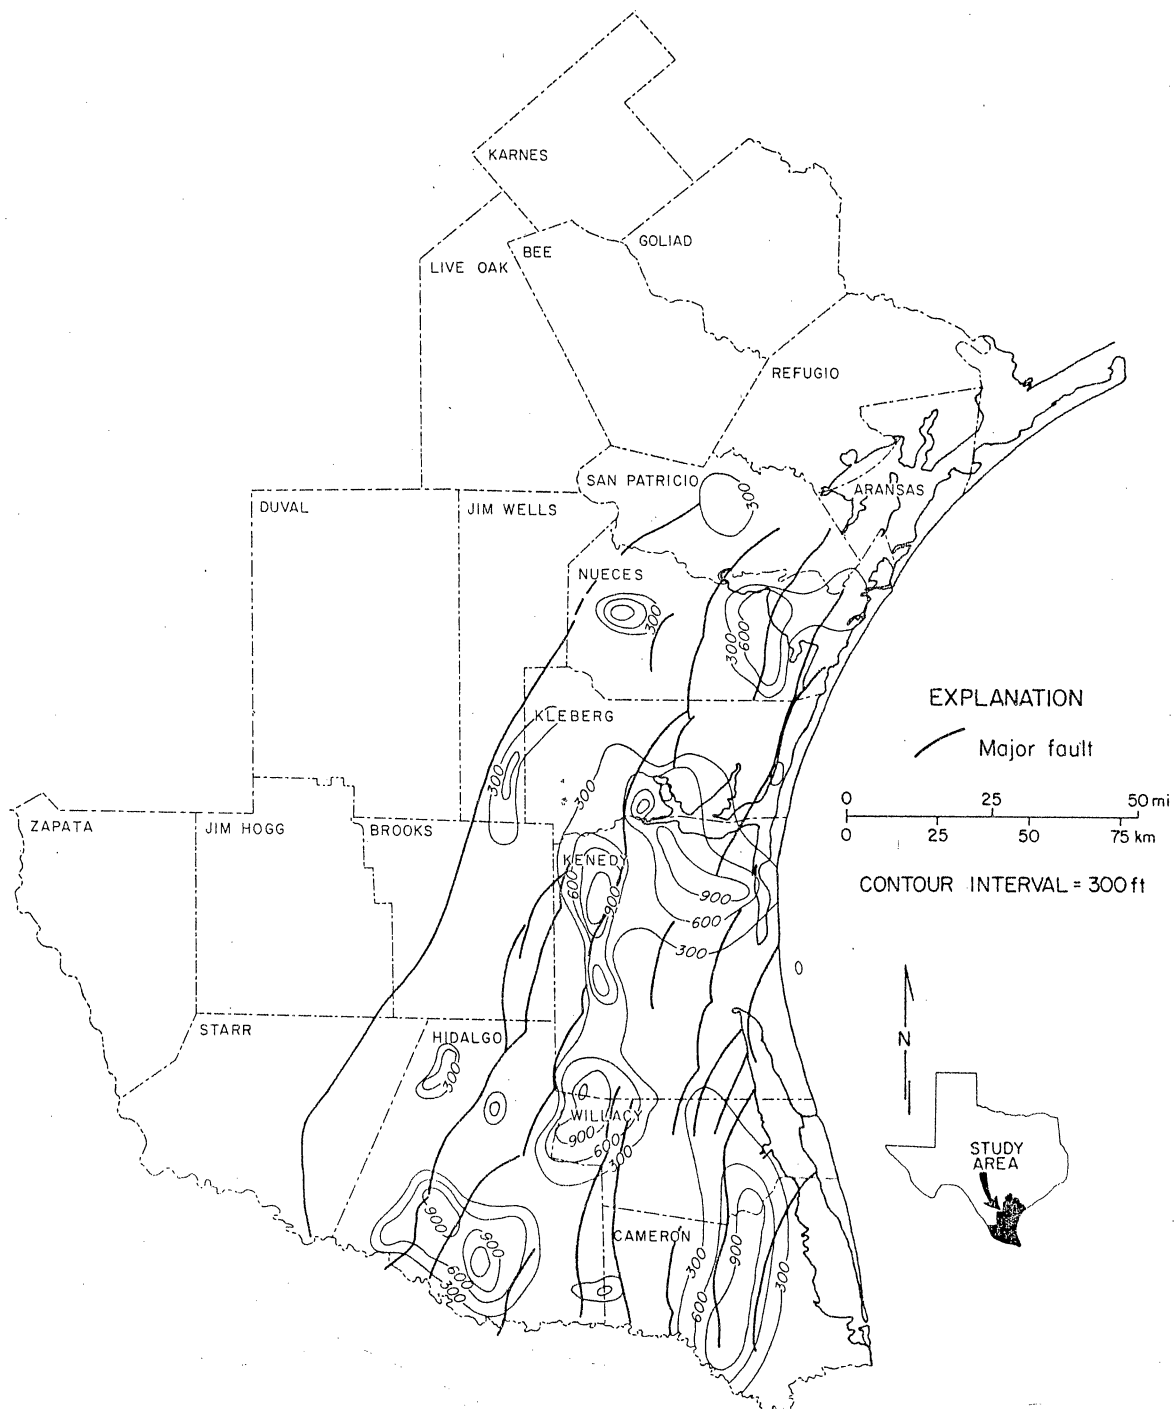 KARNES
GOLIAD
BEE
LIVE OAK
REFUGIO
SAN PATRICIO
300
ARANSAS
DUVAL
JIM WELLS
NUECES
300
300
600
EXPLANATION
Major fault
KLEBERG
300
300
0 25 50 mi
0 25 50 75 km
CONTOUR INTERVAL = 300 ft
ZAPATA
JIM HOGG
BROOKS
KENEDY
600
900
900
600
300
N
STARR
HIDALGO
300
WILLACY
900
600
300
STUDY
AREA
CAMERON
900
900
600
300
300
600
900
300